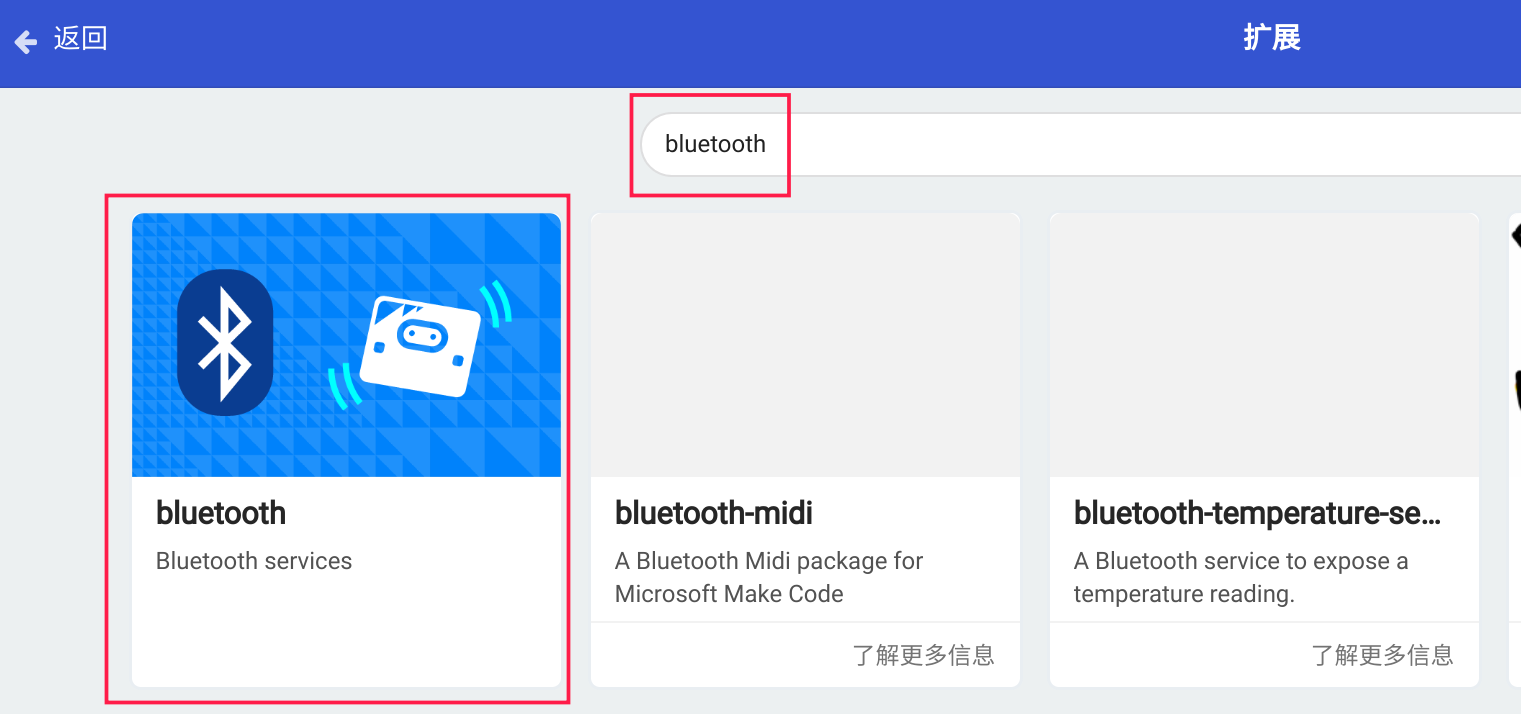 返回
扩展
bluetooth
bluetooth
Bluetooth services
bluetooth-midi
A Bluetooth Midi package for
Microsoft Make Code
了解更多信息
bluetooth-temperature-se...
A Bluetooth service to expose a
temperature reading.
了解更多信息